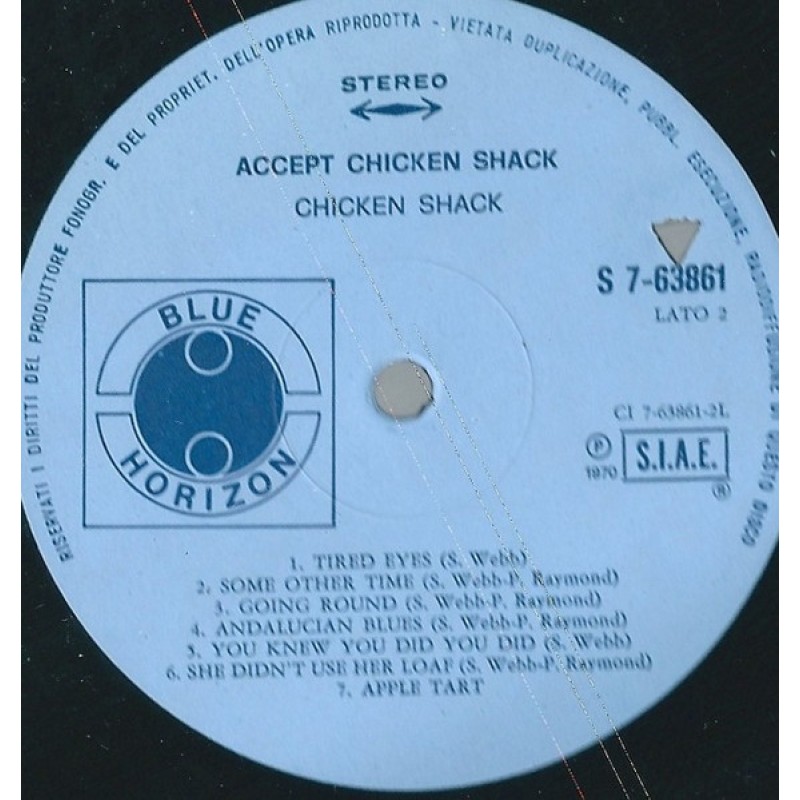 RISERVATI I DIRITTI DEL PRODUTTORE FONOGR. E DEL PROPRIET. DELL'OPERA RIPRODOTTA - VIETATA DUPLICAZIONE, PUBBL. ESECUZIONE, RADIODIFFUSIONE DI QUESTO DISCO
STEREO
ACCEPT CHICKEN SHACK
CHICKEN SHACK
S 7-63861
LATO 2
BLUE
HORIZON
CI 7-63861-2L
Ⓟ
1970
S.I.A.E.
®
1. TIRED EYES (S. Webb)
2. SOME OTHER TIME (S. Webb-P. Raymond)
3. GOING ROUND (S. Webb-P. Raymond)
4. ANDALUCIAN BLUES (S. Webb)
5. YOU KNEW YOU DID YOU DID (S. Webb)
6. SHE DIDN'T USE HER LOAF (S. Webb-P. Raymond)
7. APPLE TART